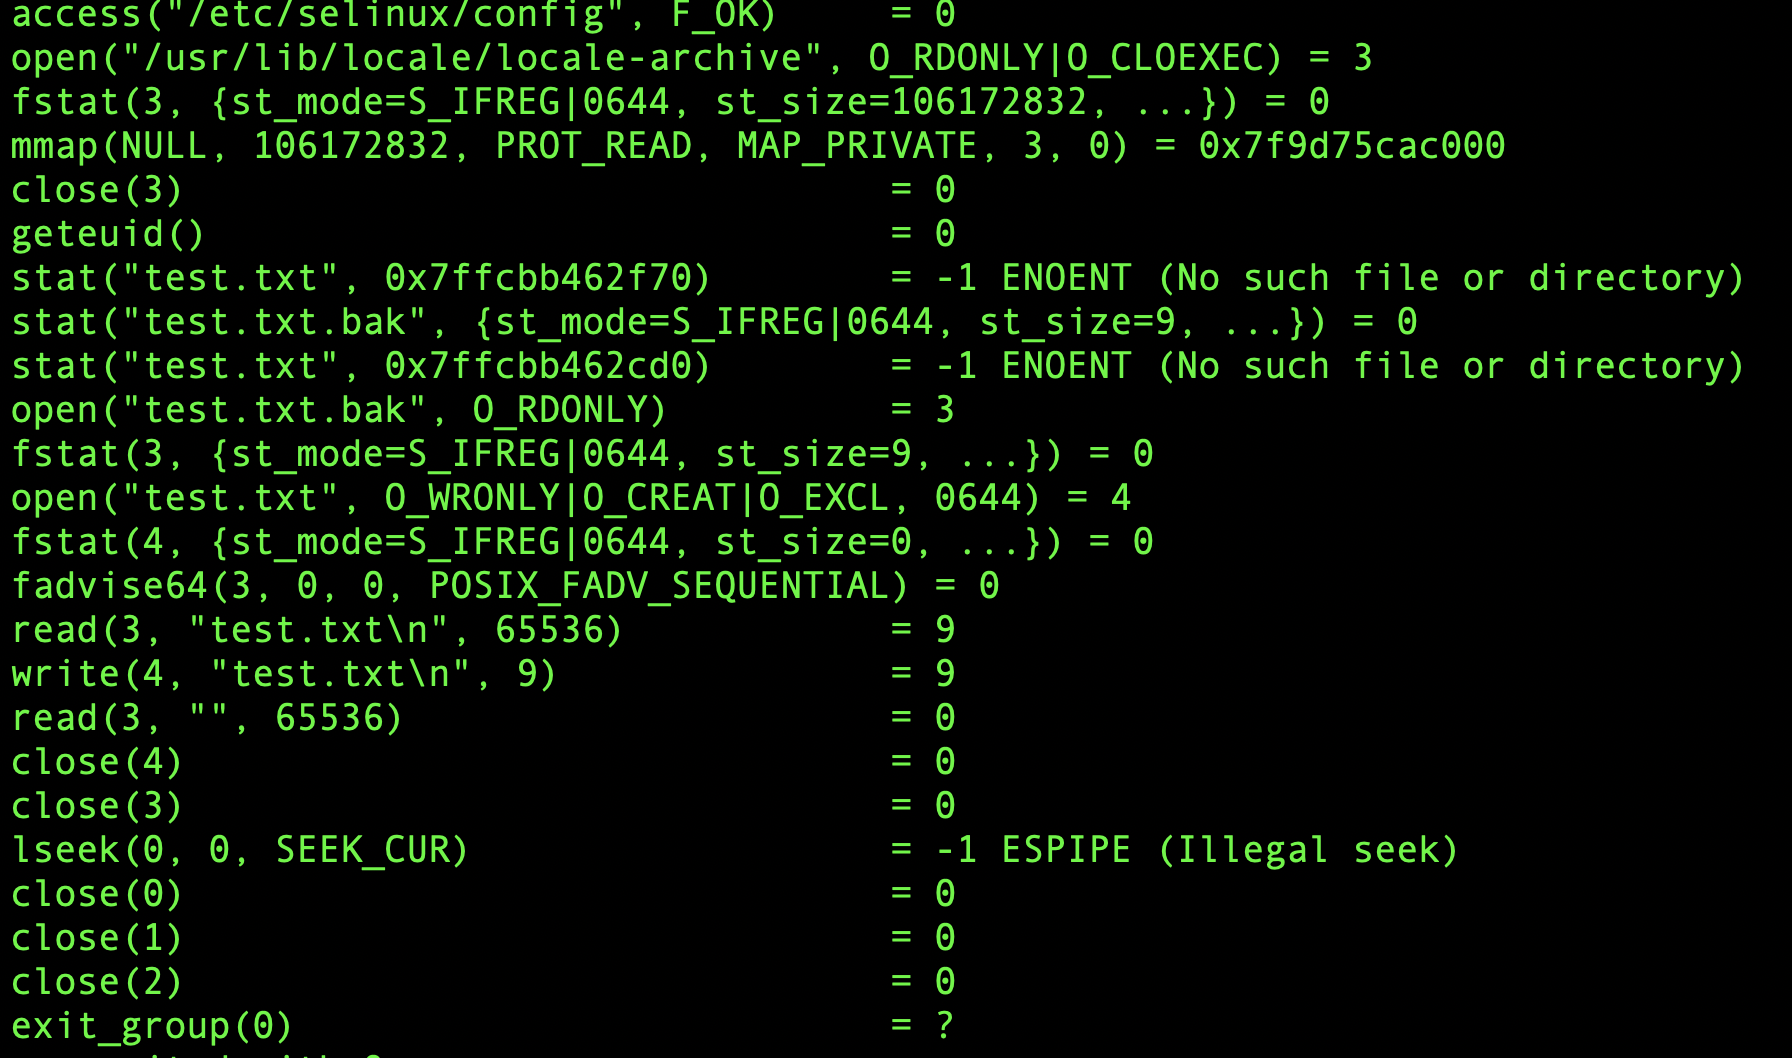 access("/etc/selinux/config", F_OK)     = 0
open("/usr/lib/locale/locale-archive", O_RDONLY|O_CLOEXEC) = 3
fstat(3, {st_mode=S_IFREG|0644, st_size=106172832, ...}) = 0
mmap(NULL, 106172832, PROT_READ, MAP_PRIVATE, 3, 0) = 0x7f9d75cac000
close(3)                                = 0
geteuid()                               = 0
stat("test.txt", 0x7ffcbb462f70)        = -1 ENOENT (No such file or directory)
stat("test.txt.bak", {st_mode=S_IFREG|0644, st_size=9, ...}) = 0
stat("test.txt", 0x7ffcbb462cd0)        = -1 ENOENT (No such file or directory)
open("test.txt.bak", O_RDONLY)          = 3
fstat(3, {st_mode=S_IFREG|0644, st_size=9, ...}) = 0
open("test.txt", O_WRONLY|O_CREAT|O_EXCL, 0644) = 4
fstat(4, {st_mode=S_IFREG|0644, st_size=0, ...}) = 0
fadvise64(3, 0, 0, POSIX_FADV_SEQUENTIAL) = 0
read(3, "test.txt\n", 65536)            = 9
write(4, "test.txt\n", 9)               = 9
read(3, "", 65536)                      = 0
close(4)                                = 0
close(3)                                = 0
lseek(0, 0, SEEK_CUR)                   = -1 ESPIPE (Illegal seek)
close(0)                                = 0
close(1)                                = 0
close(2)                                = 0
exit_group(0)                           = ?